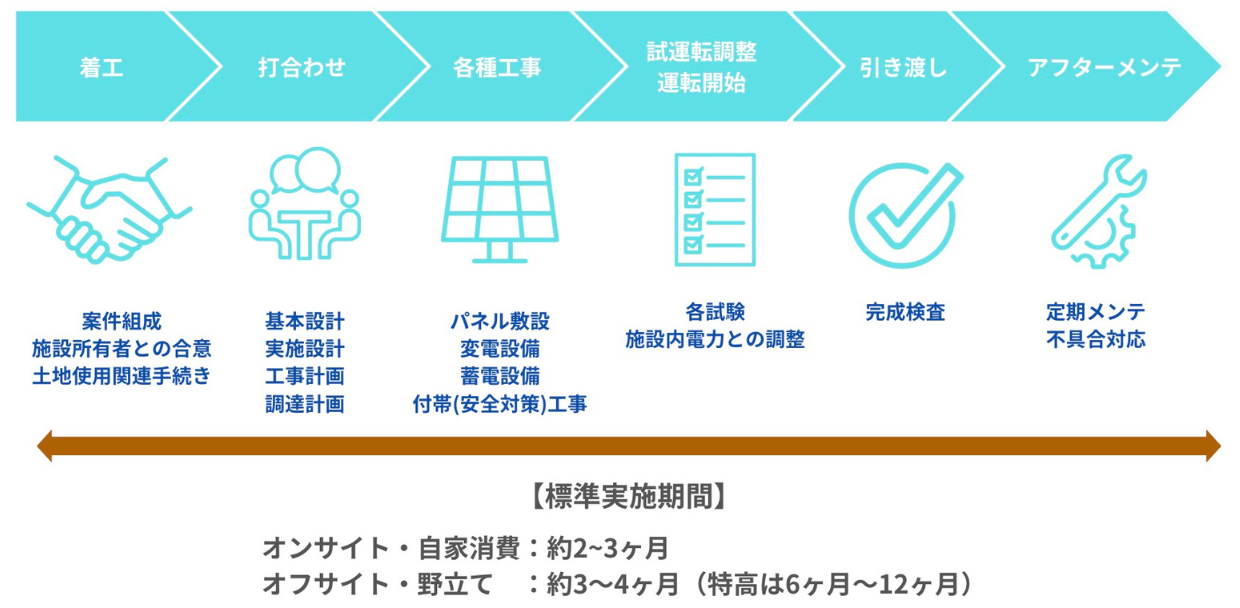 着工
打合わせ
各種工事
試運転調整
運転開始
引き渡し
アフターメンテ
案件組成
施設所有者との合意
土地使用関連手続き
基本設計
実施設計
工事計画
調達計画
パネル敷設
変電設備
蓄電設備
付帯(安全対策)工事
各試験
施設内電力との調整
完成検査
定期メンテ
不具合対応
【標準実施期間】
オンサイト・自家消費：約2~3ヶ月
オフサイト・野立て　：約3〜4ヶ月（特高は6ヶ月〜12ヶ月）